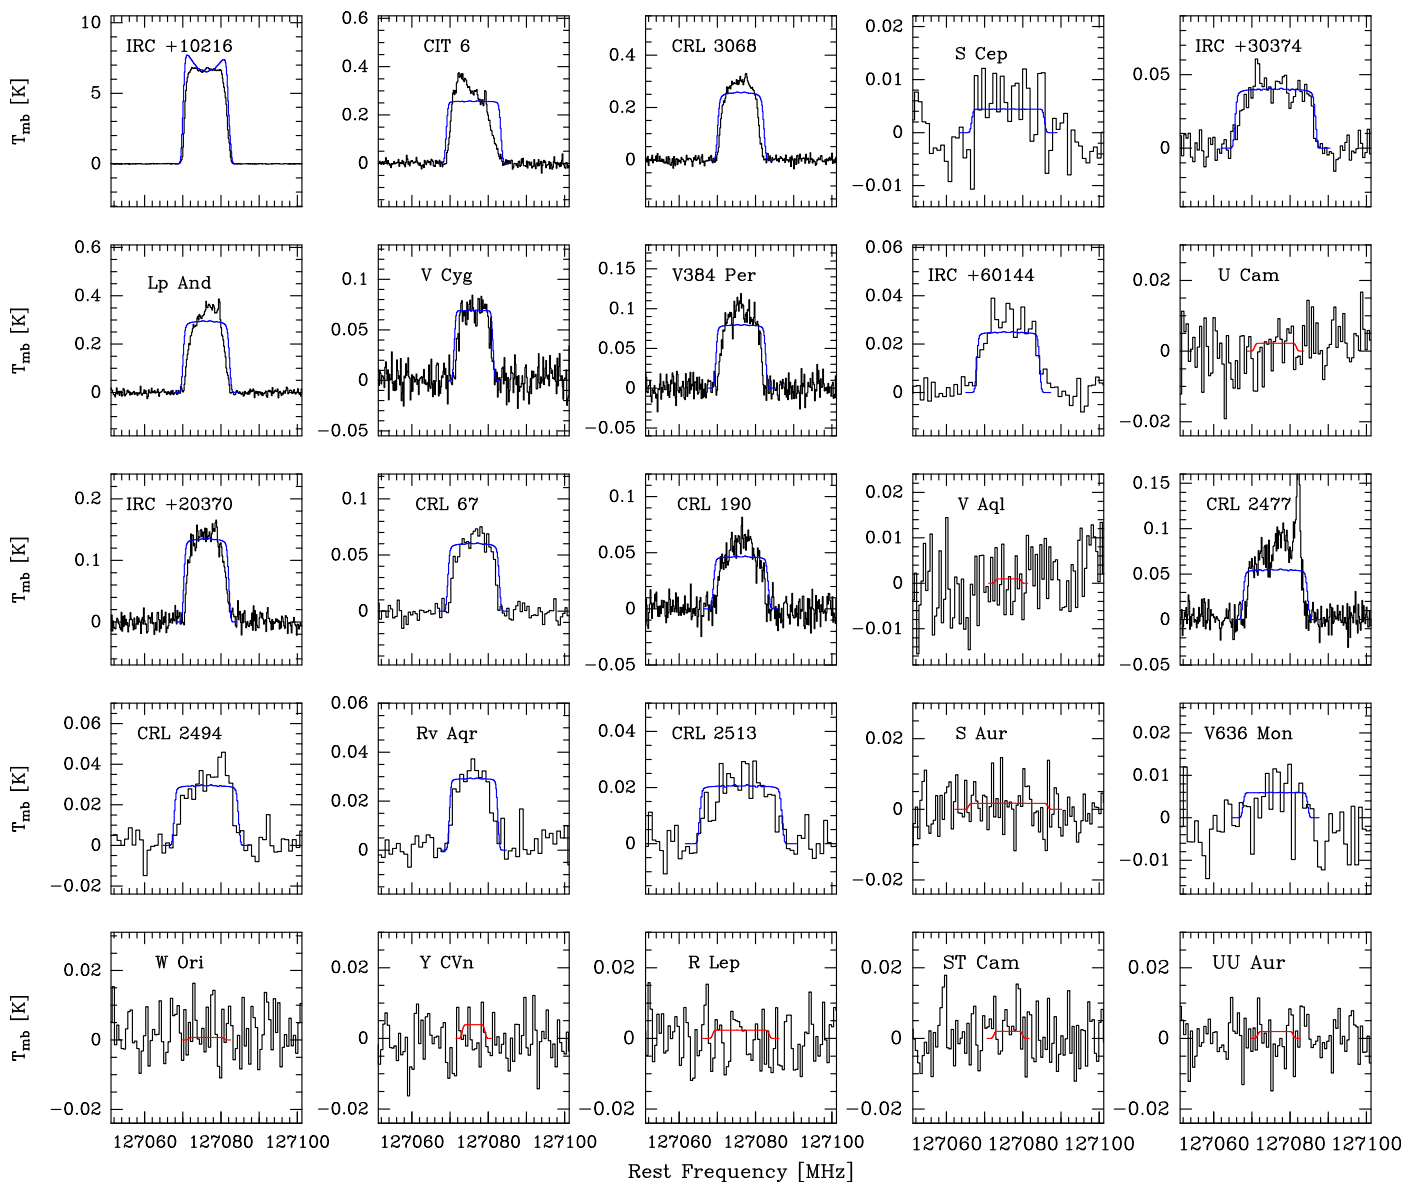 IRC +10216
CIT 6
CRL 3068
S Cep
IRC +30374
T_mb [K]
10
5
0
0.6
0.4
0.2
0
0.4
0.2
0
0.02
0.01
0
−0.01
0.05
0
Lp And
V Cyg
V384 Per
IRC +60144
U Cam
T_mb [K]
0.6
0.4
0.2
0
0.1
0.05
0
−0.05
0.15
0.1
0.05
0
−0.05
0.06
0.04
0.02
0
0.02
0
−0.02
IRC +20370
CRL 67
CRL 190
V Aql
CRL 2477
T_mb [K]
0.2
0.1
0
0.1
0.05
0
0.1
0.05
0
−0.05
0.02
0.01
0
−0.01
0.15
0.1
0.05
0
−0.05
CRL 2494
Rv Aqr
CRL 2513
S Aur
V636 Mon
T_mb [K]
0.06
0.04
0.02
0
−0.02
0.06
0.04
0.02
0
0.04
0.02
0
0.02
0
−0.02
0.02
0.01
0
−0.01
W Ori
Y CVn
R Lep
ST Cam
UU Aur
T_mb [K]
0.02
0
−0.02
0.02
0
−0.02
0.02
0
−0.02
0.02
0
−0.02
0.02
0
−0.02
127060 127080 127100
127060 127080 127100
127060 127080 127100
127060 127080 127100
127060 127080 127100
Rest Frequency [MHz]